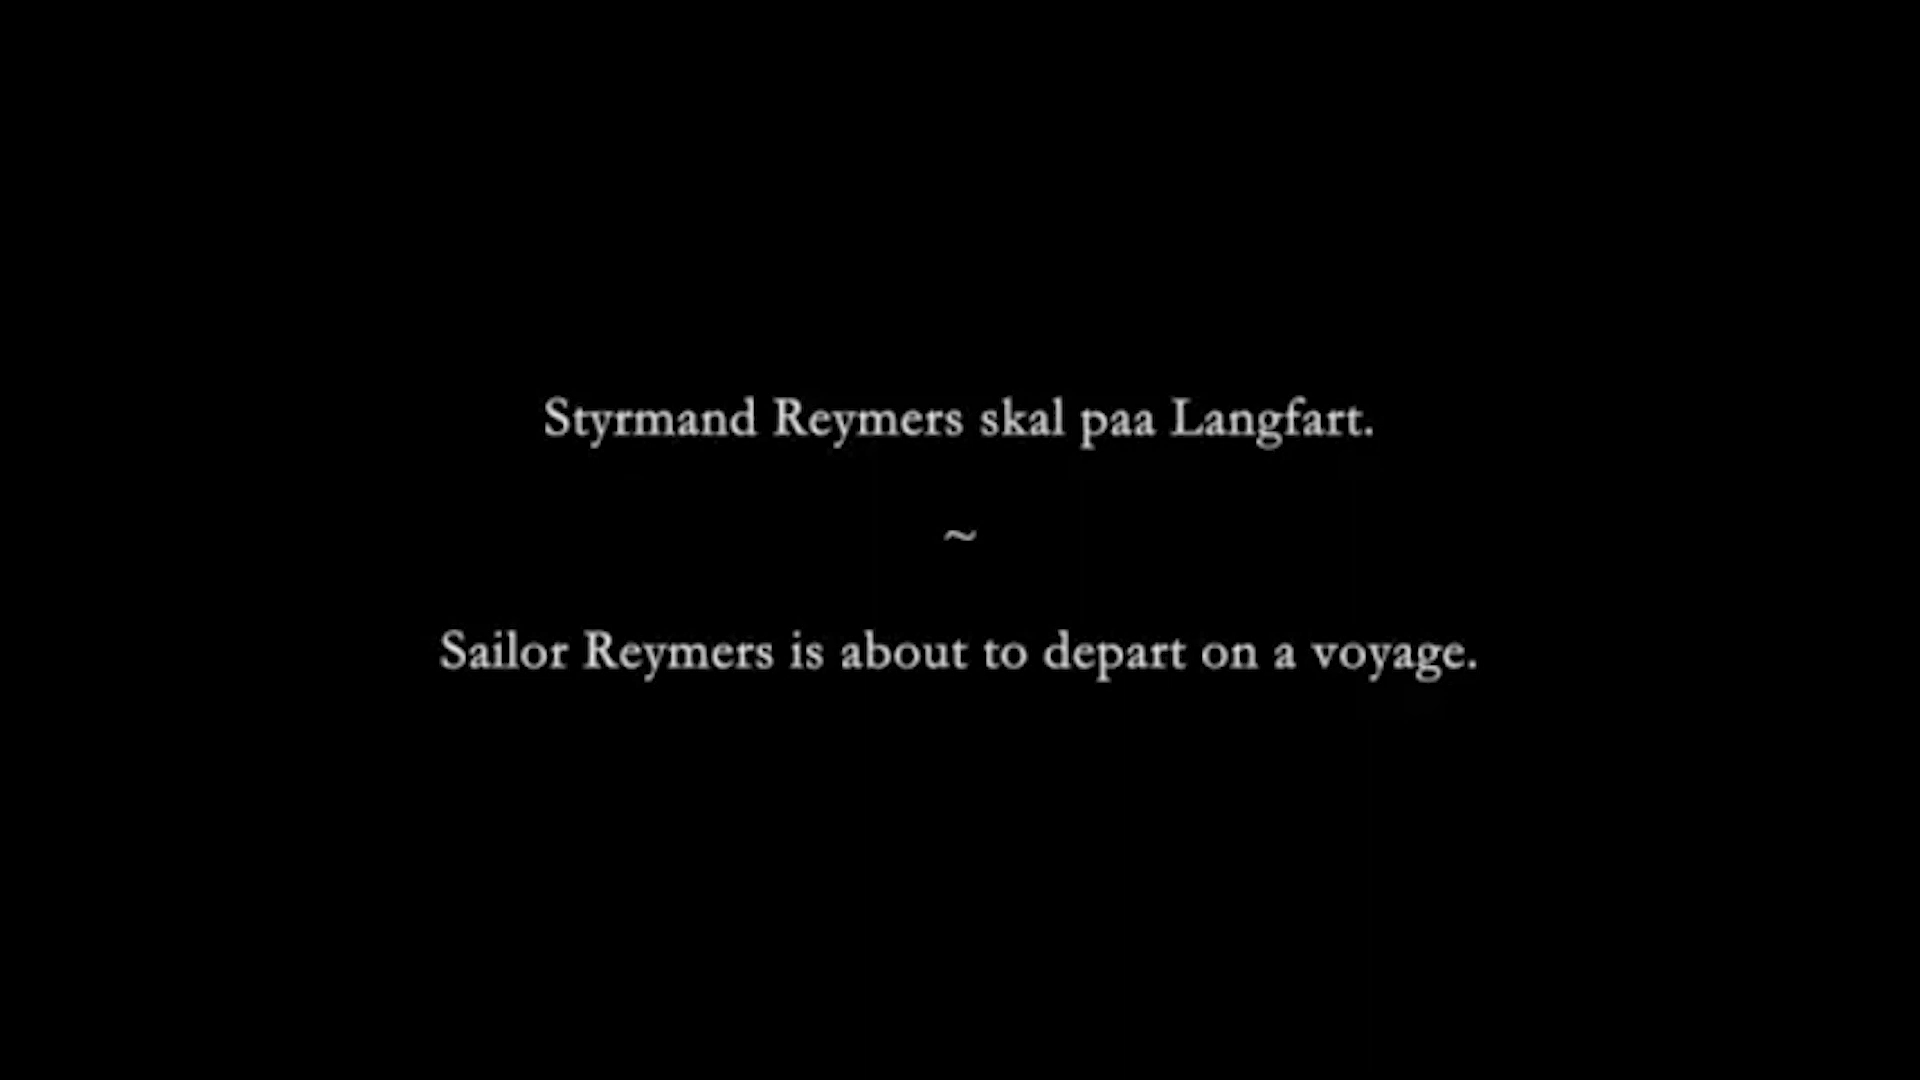 Styrmand Reymers skal paa Langfart.
~
Sailor Reymers is about to depart on a voyage.